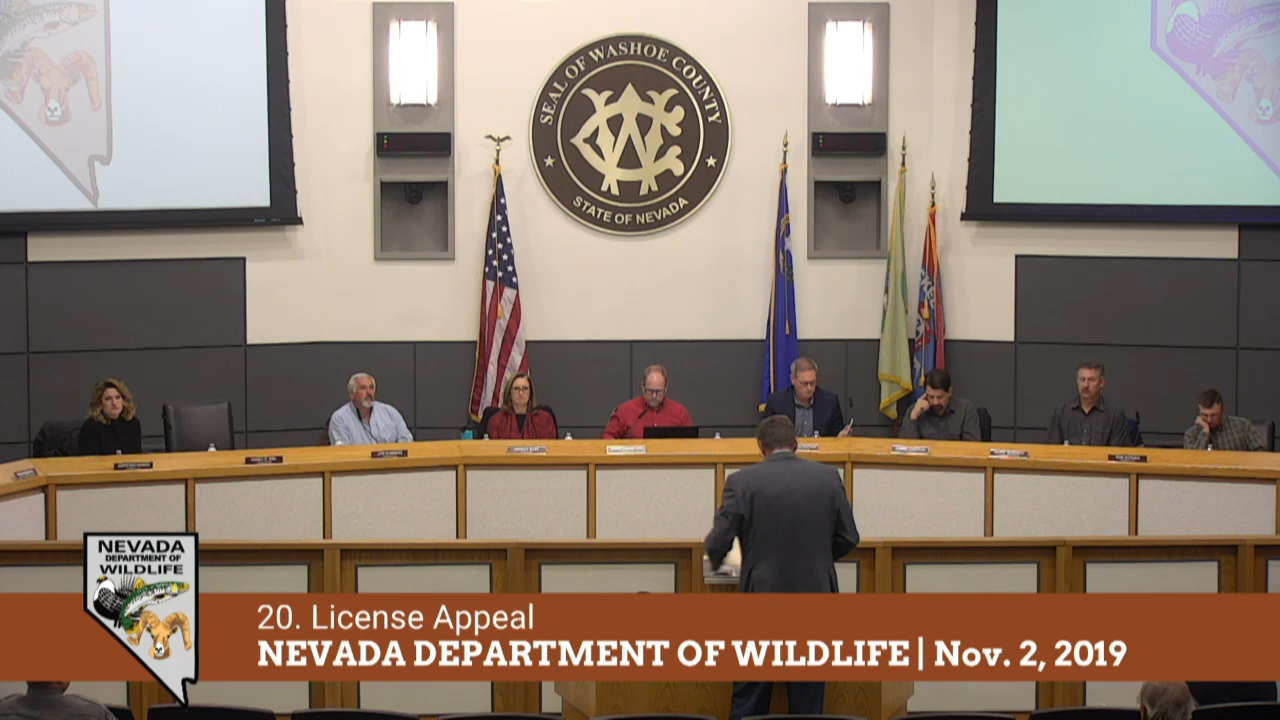 SEAL OF WASHOE COUNTY
STATE OF NEVADA
NEVADA
DEPARTMENT OF
WILDLIFE
20. License Appeal
NEVADA DEPARTMENT OF WILDLIFE | Nov. 2, 2019